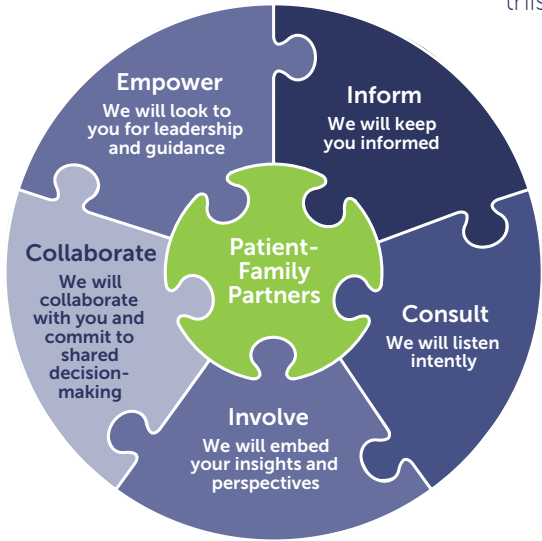 Empower
We will look to
you for leadership
and guidance
Inform
We will keep
you informed
Collaborate
We will
collaborate
with you and
commit to
shared
decision-
making
Patient-
Family
Partners
Consult
We will listen
intently
Involve
We will embed
your insights and
perspectives